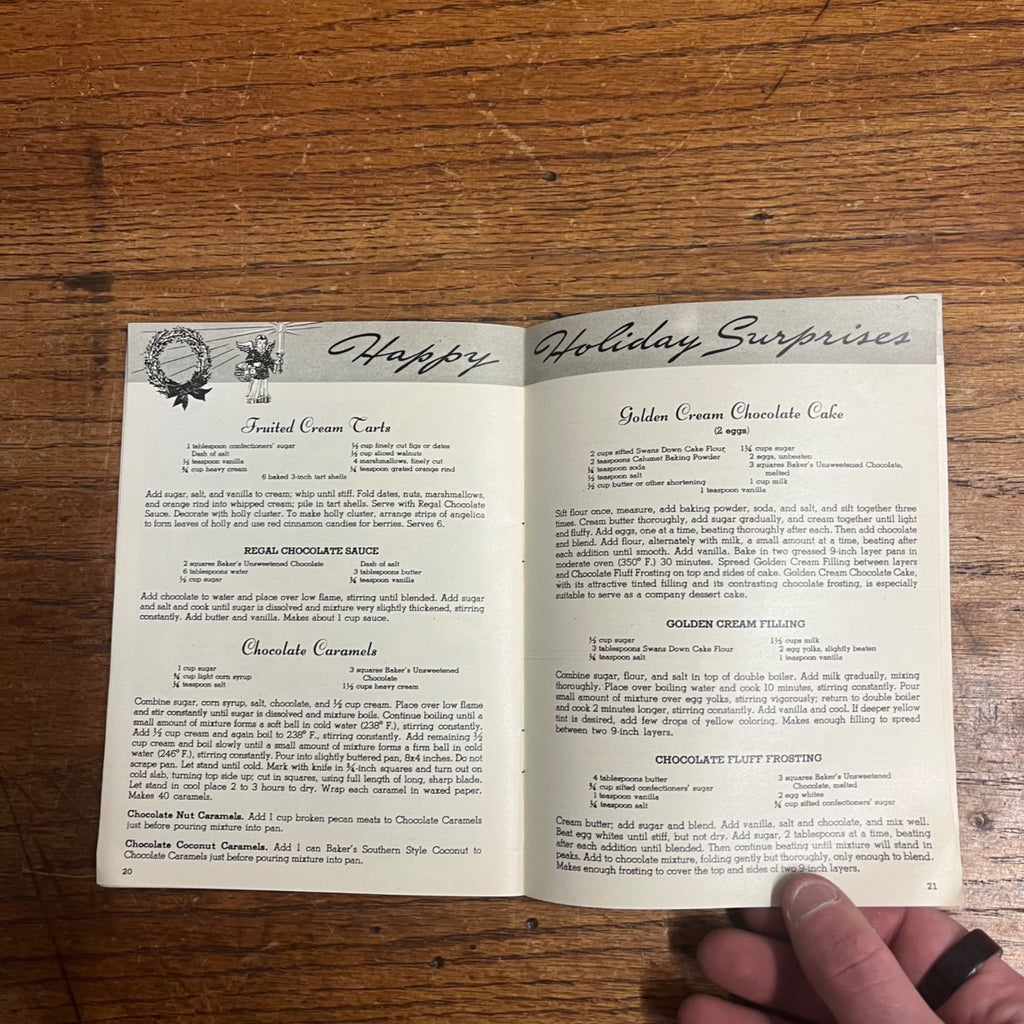 Happy Holiday Surprises
Fruited Cream Tarts
1 tablespoon confectioners' sugar
Dash of salt
½ teaspoon vanilla
¾ cup heavy cream
½ cup finely cut figs or dates
½ cup sliced walnuts
4 marshmallows, finely cut
¼ teaspoon grated orange rind
6 baked 3-inch tart shells
Add sugar, salt, and vanilla to cream; whip until stiff. Fold dates, nuts, marshmallows,
and orange rind into whipped cream; pile in tart shells. Serve with Regal Chocolate
Sauce. Decorate with holly cluster. To make holly cluster, arrange strips of angelica
to form leaves of holly and use red cinnamon candies for berries. Serves 6.
REGAL CHOCOLATE SAUCE
2 squares Baker's Unsweetened Chocolate
6 tablespoons water
½ cup sugar
Dash of salt
3 tablespoons butter
¼ teaspoon vanilla
Add chocolate to water and place over low flame, stirring until blended. Add sugar
and salt and cook until sugar is dissolved and mixture very slightly thickened, stirring
constantly. Add butter and vanilla. Makes about 1 cup sauce.
Chocolate Caramels
1 cup sugar
¾ cup light corn syrup
¼ teaspoon salt
3 squares Baker's Unsweetened
Chocolate
1½ cups heavy cream
Combine sugar, corn syrup, salt, chocolate, and ½ cup cream. Place over low flame
and stir constantly until sugar is dissolved and mixture boils. Continue boiling until a
small amount of mixture forms a soft ball in cold water (238° F.), stirring constantly.
Add ½ cup cream and again boil to 238° F., stirring constantly. Add remaining ½
cup cream and boil slowly until a small amount of mixture forms a firm ball in cold
water (246° F.), stirring constantly. Pour into slightly buttered pan, 8x4 inches. Do not
scrape pan. Let stand until cold. Mark with knife in ¾-inch squares and turn out on
cold slab, turning top side up; cut in squares, using full length of long, sharp blade.
Let stand in cool place 2 to 3 hours to dry. Wrap each caramel in waxed paper.
Makes 40 caramels.
Chocolate Nut Caramels. Add 1 cup broken pecan meats to Chocolate Caramels
just before pouring mixture into pan.
Chocolate Coconut Caramels. Add 1 can Baker's Southern Style Coconut to
Chocolate Caramels just before pouring mixture into pan.
20
Golden Cream Chocolate Cake
(2 eggs)
2 cups sifted Swans Down Cake Flour
2 teaspoons Calumet Baking Powder
¼ teaspoon soda
½ teaspoon salt
½ cup butter or other shortening
1¼ cups sugar
2 eggs, unbeaten
3 squares Baker's Unsweetened Chocolate,
melted
1 cup milk
1 teaspoon vanilla
Sift flour once, measure, add baking powder, soda, and salt, and sift together three
times. Cream butter thoroughly, add sugar gradually, and cream together until light
and fluffy. Add eggs, one at a time, beating thoroughly after each. Then add chocolate
and blend. Add flour, alternately with milk, a small amount at a time, beating after
each addition until smooth. Add vanilla. Bake in two greased 9-inch layer pans in
moderate oven (350° F.) 30 minutes. Spread Golden Cream Filling between layers
and Chocolate Fluff Frosting on top and sides of cake. Golden Cream Chocolate Cake,
with its attractive tinted filling and its contrasting chocolate frosting, is especially
suitable to serve as a company dessert cake.
GOLDEN CREAM FILLING
½ cup sugar
3 tablespoons Swans Down Cake Flour
¼ teaspoon salt
1½ cups milk
2 egg yolks, slightly beaten
1 teaspoon vanilla
Combine sugar, flour, and salt in top of double boiler. Add milk gradually, mixing
thoroughly. Place over boiling water and cook 10 minutes, stirring constantly. Pour
small amount of mixture over egg yolks, stirring vigorously; return to double boiler
and cook 2 minutes longer, stirring constantly. Add vanilla and cool. If deeper yellow
tint is desired, add few drops of yellow coloring. Makes enough filling to spread
between two 9-inch layers.
CHOCOLATE FLUFF FROSTING
4 tablespoons butter
¾ cup sifted confectioners' sugar
1 teaspoon vanilla
¼ teaspoon salt
3 squares Baker's Unsweetened
Chocolate, melted
2 egg whites
¾ cup sifted confectioners' sugar
Cream butter; add sugar and blend. Add vanilla, salt and chocolate, and mix well.
Beat egg whites until stiff, but not dry. Add sugar, 2 tablespoons at a time, beating
after each addition until blended. Then continue beating until mixture will stand in
peaks. Add to chocolate mixture, folding gently but thoroughly, only enough to blend.
Makes enough frosting to cover the top and sides of two 9-inch layers.
21